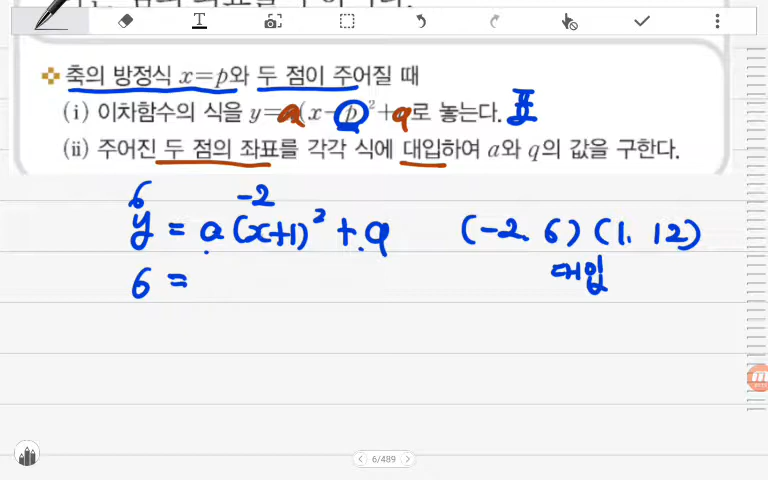 T
❖ 축의 방정식 x=p와 두 점이 주어질 때
(i) 이차함수의 식을 y=a(x-p)²+q로 놓는다. 표
(ii) 주어진 두 점의 좌표를 각각 식에 대입하여 a와 q의 값을 구한다.
6 -2
y = a(x+1)² + q (-2. 6) (1. 12)
6 = 대입
6/489